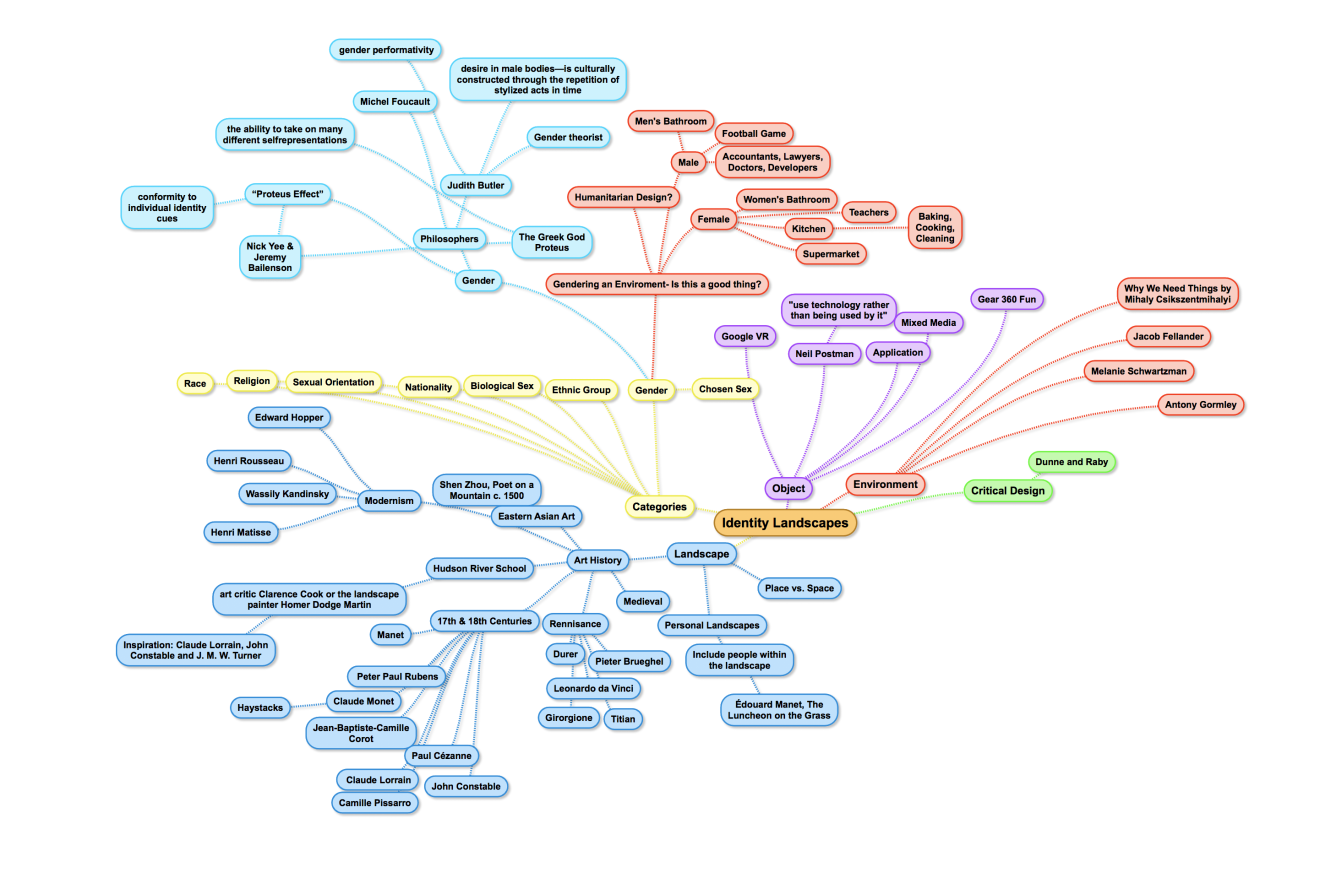 gender performativity
desire in male bodies—is culturally
constructed through the repetition of
stylized acts in time
Michel Foucault
the ability to take on many
different selfrepresentations
Gender theorist
Judith Butler
conformity to
individual identity
cues
“Proteus Effect”
Nick Yee &
Jeremy
Bailenson
Philosophers
The Greek God
Proteus
Gender
Men's Bathroom
Football Game
Male
Accountants, Lawyers,
Doctors, Developers
Humanitarian Design?
Women's Bathroom
Female
Teachers
Kitchen
Baking,
Cooking,
Cleaning
Supermarket
Gendering an Enviroment- Is this a good thing?
Google VR
"use technology rather
than being used by it"
Neil Postman
Mixed Media
Application
Gear 360 Fun
Why We Need Things by
Mihaly Csikszentmihalyi
Jacob Fellander
Melanie Schwartzman
Antony Gormley
Race
Religion
Sexual Orientation
Nationality
Biological Sex
Ethnic Group
Gender
Chosen Sex
Edward Hopper
Henri Rousseau
Wassily Kandinsky
Henri Matisse
Modernism
Shen Zhou, Poet on a
Mountain c. 1500
Eastern Asian Art
Categories
Object
Environment
Dunne and Raby
Critical Design
Identity Landscapes
Landscape
Art History
Place vs. Space
Hudson River School
art critic Clarence Cook or the landscape
painter Homer Dodge Martin
Inspiration: Claude Lorrain, John
Constable and J. M. W. Turner
Medieval
17th & 18th Centuries
Manet
Rennisance
Personal Landscapes
Durer
Pieter Brueghel
Include people within
the landscape
Peter Paul Rubens
Leonardo da Vinci
Haystacks
Claude Monet
Girorgione
Titian
Édouard Manet, The
Luncheon on the Grass
Jean-Baptiste-Camille
Corot
Paul Cézanne
Claude Lorrain
John Constable
Camille Pissarro